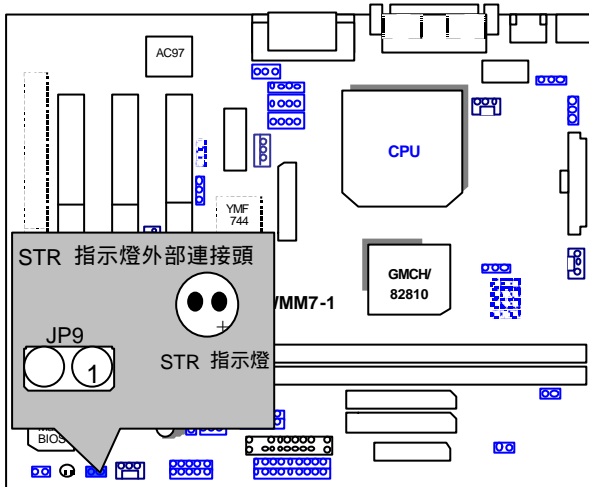 AC97
CPU
YMF
744
GMCH/
82810
/MM7-1
STR 指示燈外部連接頭
JP9
1
+
STR 指示燈
BIOS